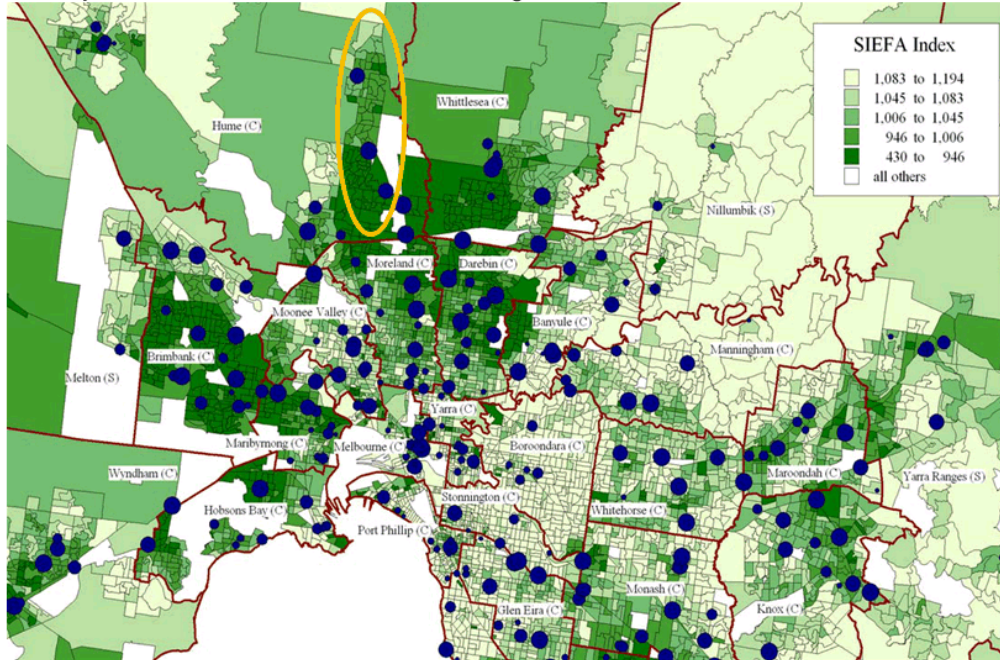 SIEFA Index
1,083 to 1,194
1,045 to 1,083
1,006 to 1,045
946 to 1,006
430 to 946
all others
Whittlesea (C)
Hume (C)
Nillumbik (S)
Moreland (C)
Darebin (C)
Moonee Valley (C)
Banyule (C)
Manningham (C)
Brimbank (C)
Melton (S)
Yarra (C)
Maribyrnong (C)
Melbourne (C)
Boroondara (C)
Wyndham (C)
Maroondah (C)
Yarra Ranges (S)
Stonnington (C)
Hobsons Bay (C)
Whitehorse (C)
Port Phillip (C)
Monash (C)
Glen Eira (C)
Knox (C)